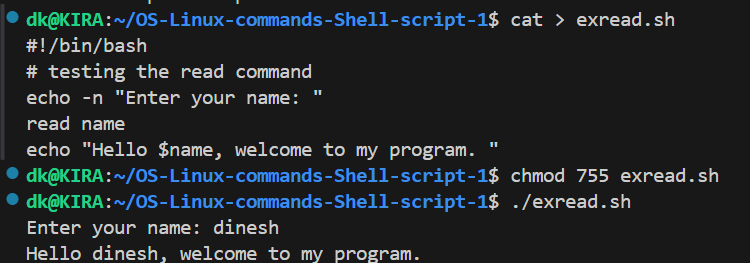 dk@KIRA:~/OS-Linux-commands-Shell-script-1$ cat > exread.sh
#!/bin/bash
# testing the read command
echo -n "Enter your name: "
read name
echo "Hello $name, welcome to my program. "
dk@KIRA:~/OS-Linux-commands-Shell-script-1$ chmod 755 exread.sh
dk@KIRA:~/OS-Linux-commands-Shell-script-1$ ./exread.sh
Enter your name: dinesh
Hello dinesh, welcome to my program.